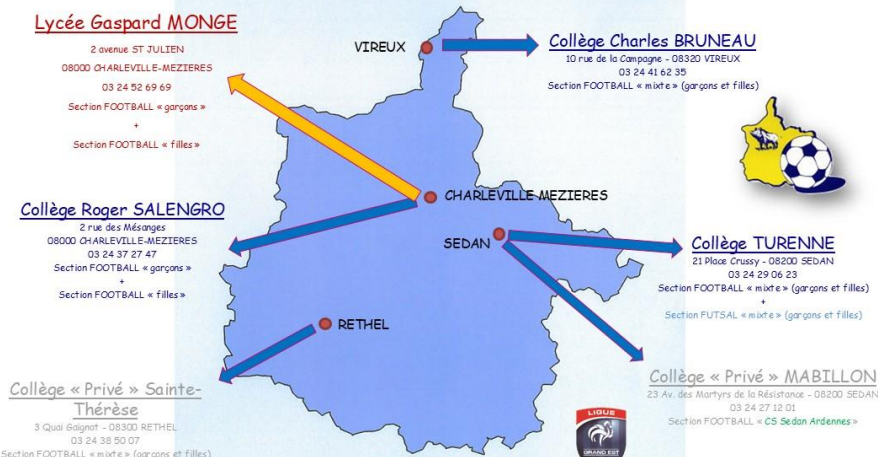 Lycée Gaspard MONGE
2 avenue ST JULIEN
08000 CHARLEVILLE-MEZIERES
03 24 52 69 69
Section FOOTBALL « garçons »
+
Section FOOTBALL « filles »
VIREUX
Collège Charles BRUNEAU
10 rue de la Campagne - 08320 VIREUX
03 24 41 62 35
Section FOOTBALL « mixte » (garçons et filles)
CHARLEVILLE MEZIERES
Collège Roger SALENGRO
2 rue des Mésanges
08000 CHARLEVILLE-MEZIERES
03 24 37 27 47
Section FOOTBALL « garçons »
+
Section FOOTBALL « filles »
SEDAN
Collège TURENNE
21 Place Crussy - 08200 SEDAN
03 24 29 06 23
Section FOOTBALL « mixte » (garçons et filles)
+
Section FUTSAL « mixte » (garçons et filles)
RETHEL
Collège « Privé » Sainte-
Thérèse
3 Quai Gaignot - 08300 RETHEL
03 24 38 50 07
Section FOOTBALL « mixte » (garçons et filles)
Collège « Privé » MABILLON
23 Av. des Martyrs de la Résistance - 08200 SEDAN
03 24 27 12 01
Section FOOTBALL « CS Sedan Ardennes »
LIGUE
GRAND EST